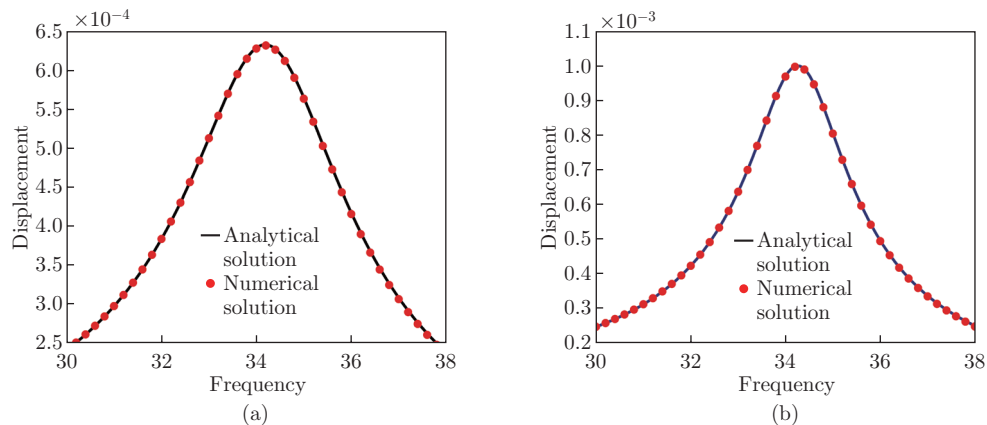 ×10⁻⁴
6.5
6.0
5.5
5.0
4.5
4.0
3.5
3.0
2.5
Displacement
Analytical
solution
Numerical
solution
30
32
34
36
38
Frequency
(a)
×10⁻³
1.1
1.0
0.9
0.8
0.7
0.6
0.5
0.4
0.3
0.2
Displacement
Analytical
solution
Numerical
solution
30
32
34
36
38
Frequency
(b)